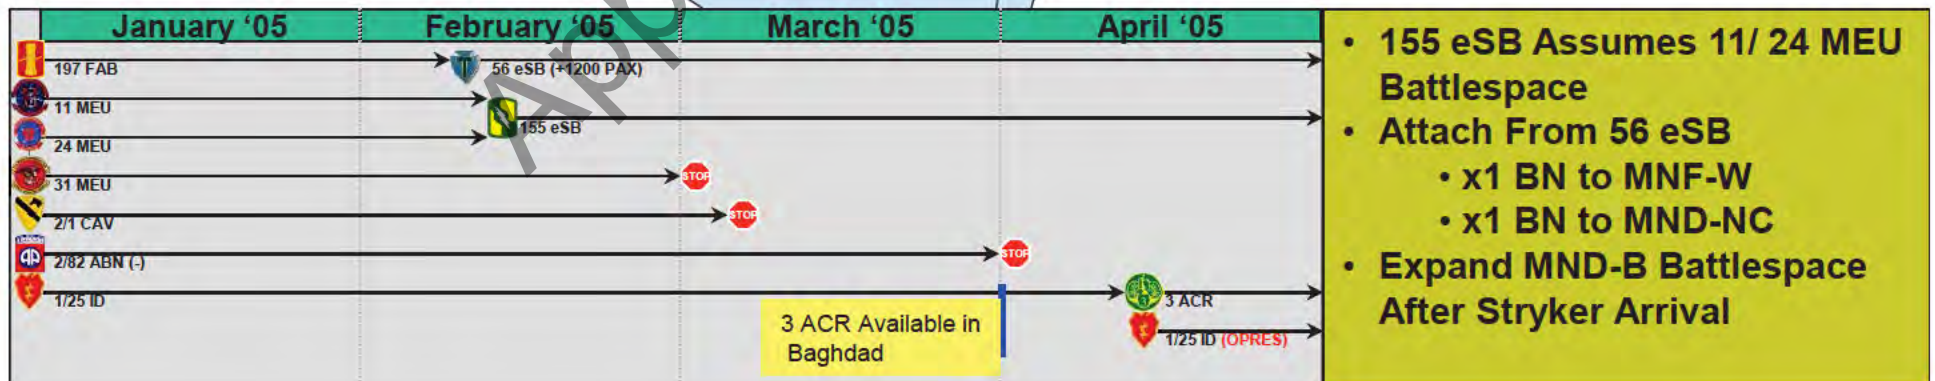 January ‘05
February ‘05
March ‘05
April ‘05
197 FAB
56 eSB (+1200 PAX)
11 MEU
155 eSB
24 MEU
31 MEU
STOP
2/1 CAV
STOP
2/82 ABN (-)
STOP
1/25 ID
3 ACR
3 ACR Available in
Baghdad
1/25 ID (OPRES)
• 155 eSB Assumes 11/ 24 MEU
Battlespace
• Attach From 56 eSB
• x1 BN to MNF-W
• x1 BN to MND-NC
• Expand MND-B Battlespace
After Stryker Arrival
App